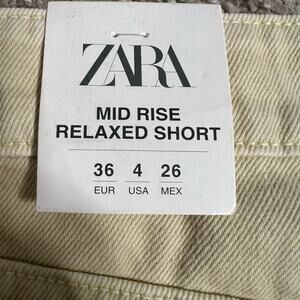 ZARA
MID RISE
RELAXED SHORT
36 4 26
EUR USA MEX